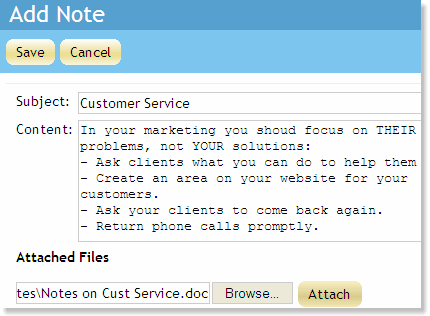 Add Note
Save Cancel
Subject: Customer Service
Content: In your marketing you shoud focus on THEIR
problems, not YOUR solutions:
- Ask clients what you can do to help them
- Create an area on your website for your
customers.
- Ask your clients to come back again.
- Return phone calls promptly.
Attached Files
tes\Notes on Cust Service.doc Browse... Attach